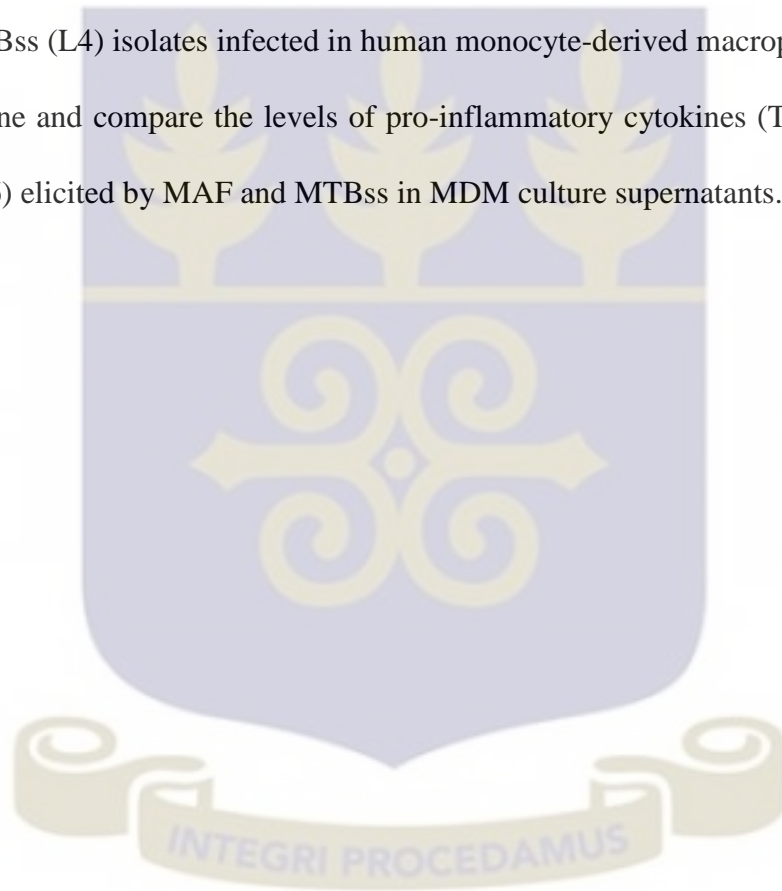 Bss (L4) isolates infected in human monocyte-derived
ne and compare the levels of pro-inflammatory cytokines
) elicited by MAF and MTBss in MDM culture supernatants.
INTEGRI PROCEDAMUS